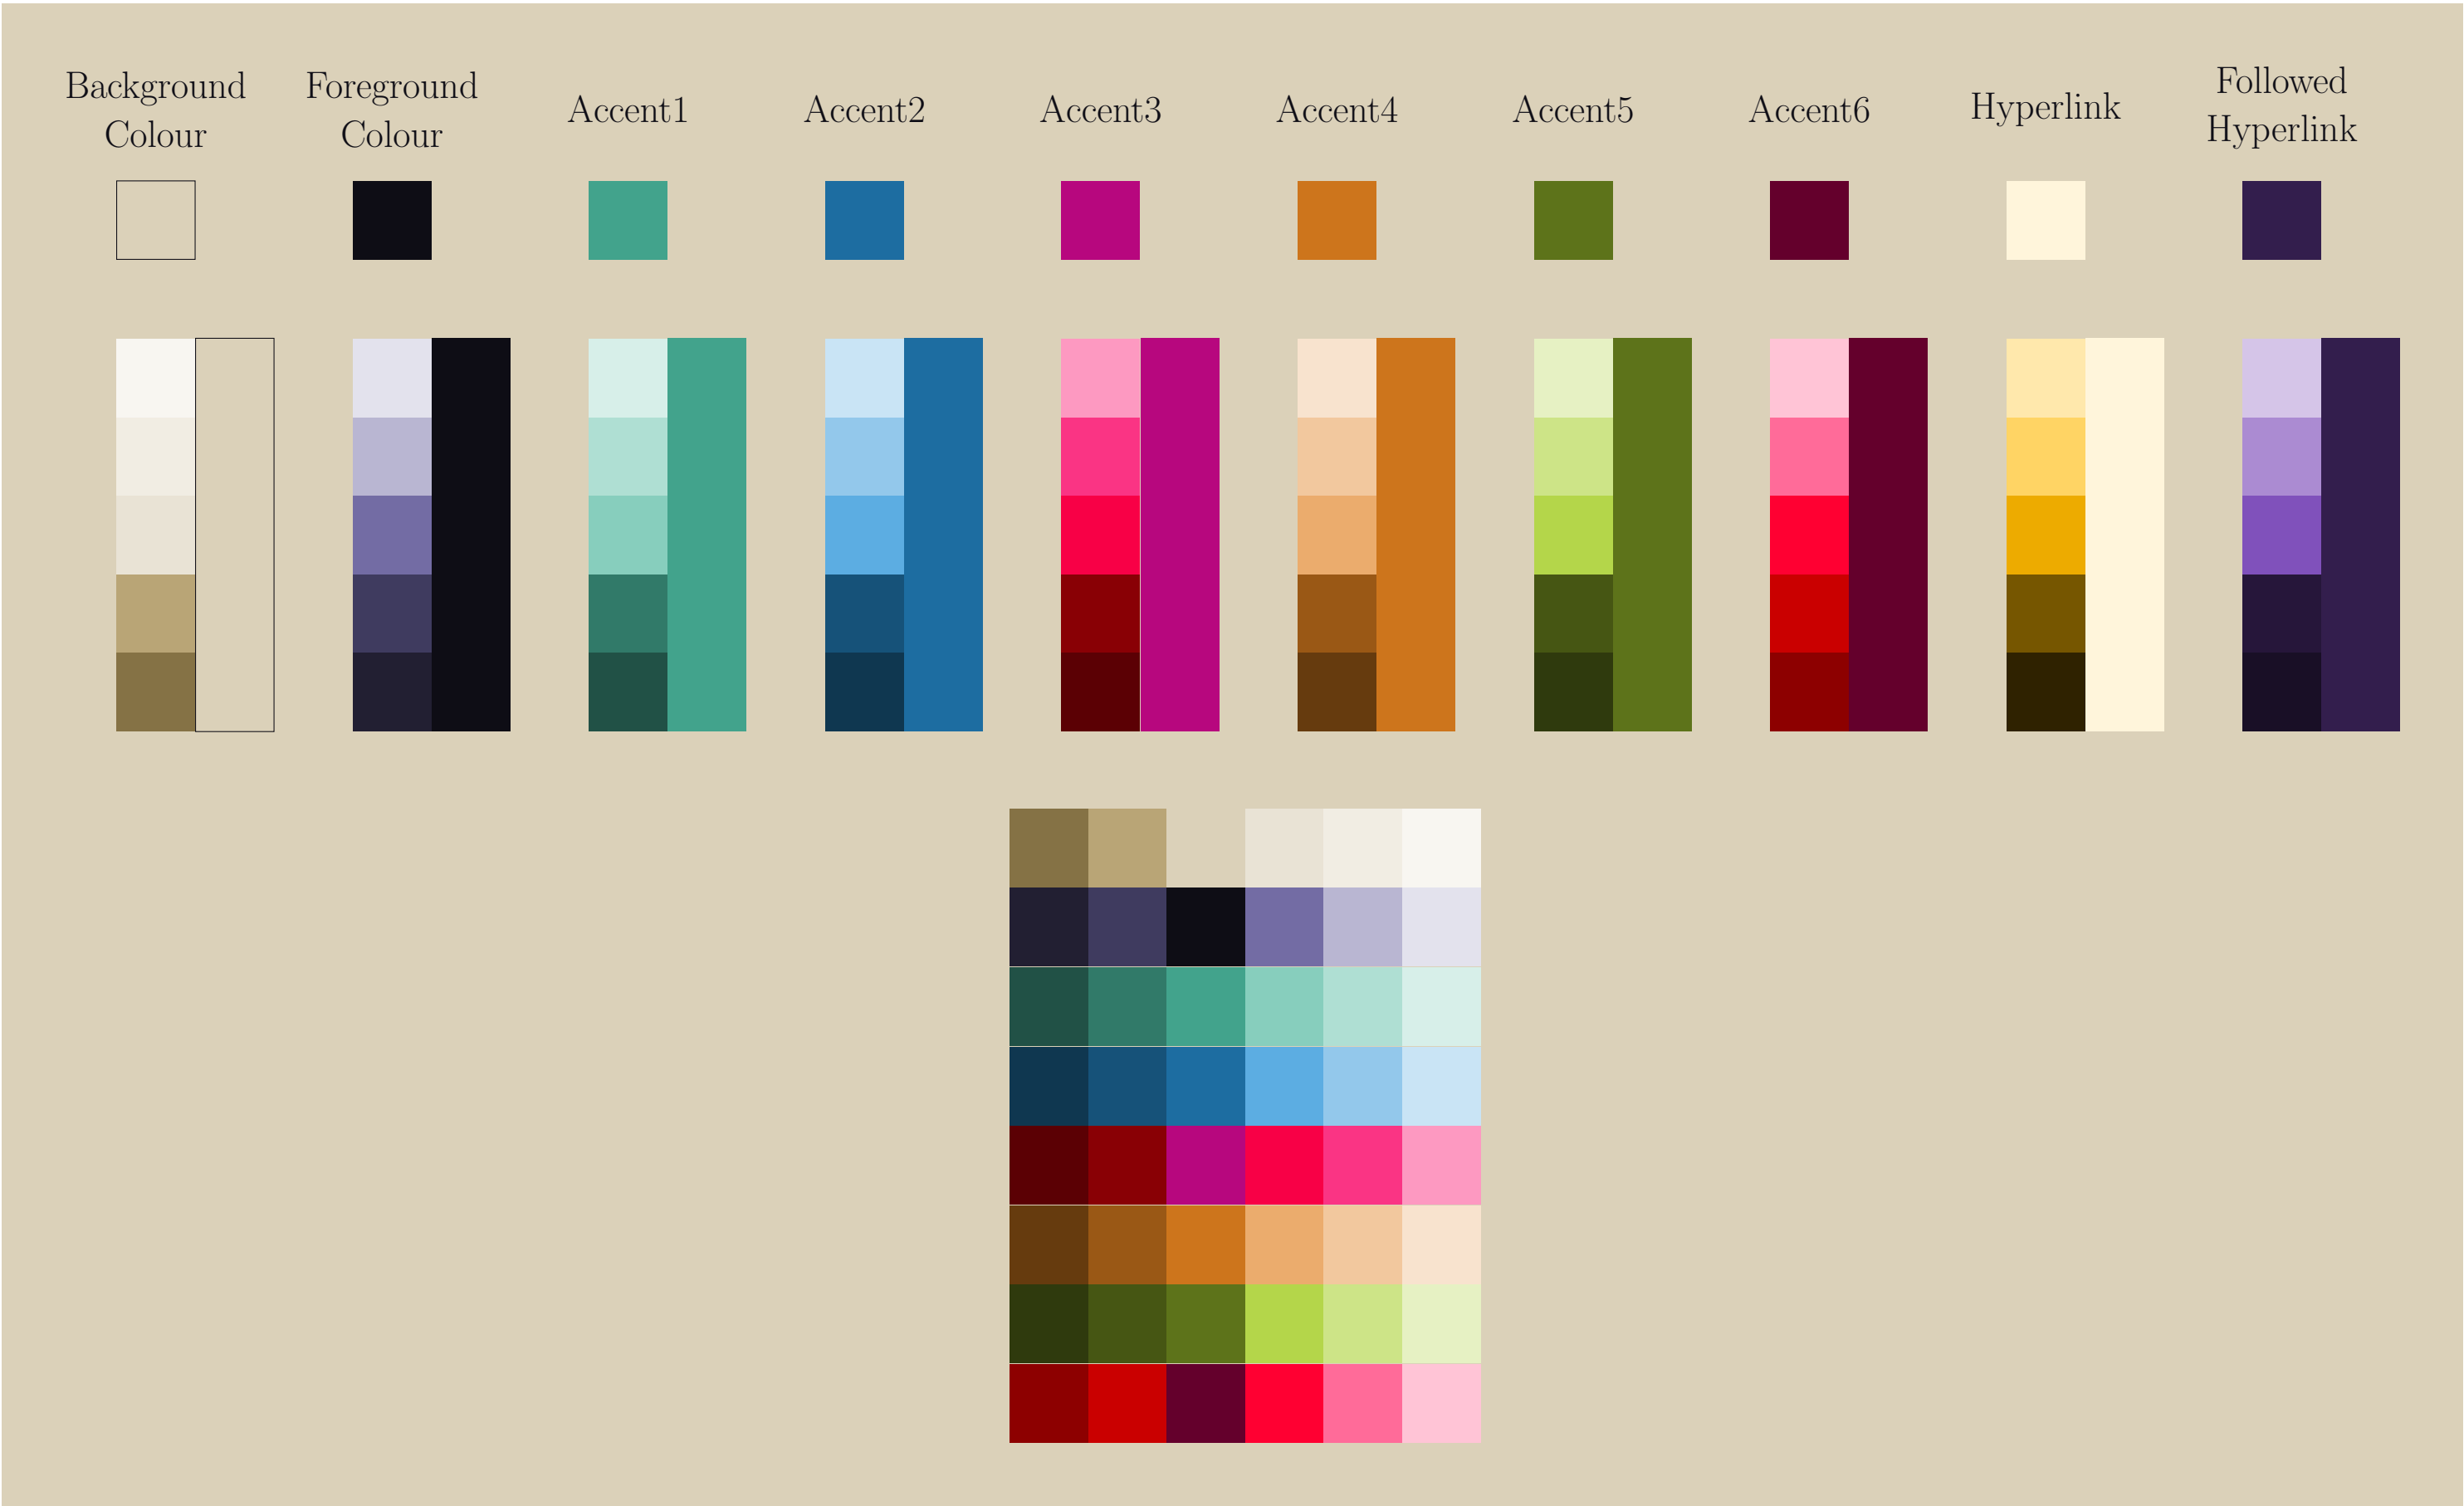 Background
Colour
Foreground
Colour
Accent1
Accent2
Accent3
Accent4
Accent5
Accent6
Hyperlink
Followed
Hyperlink